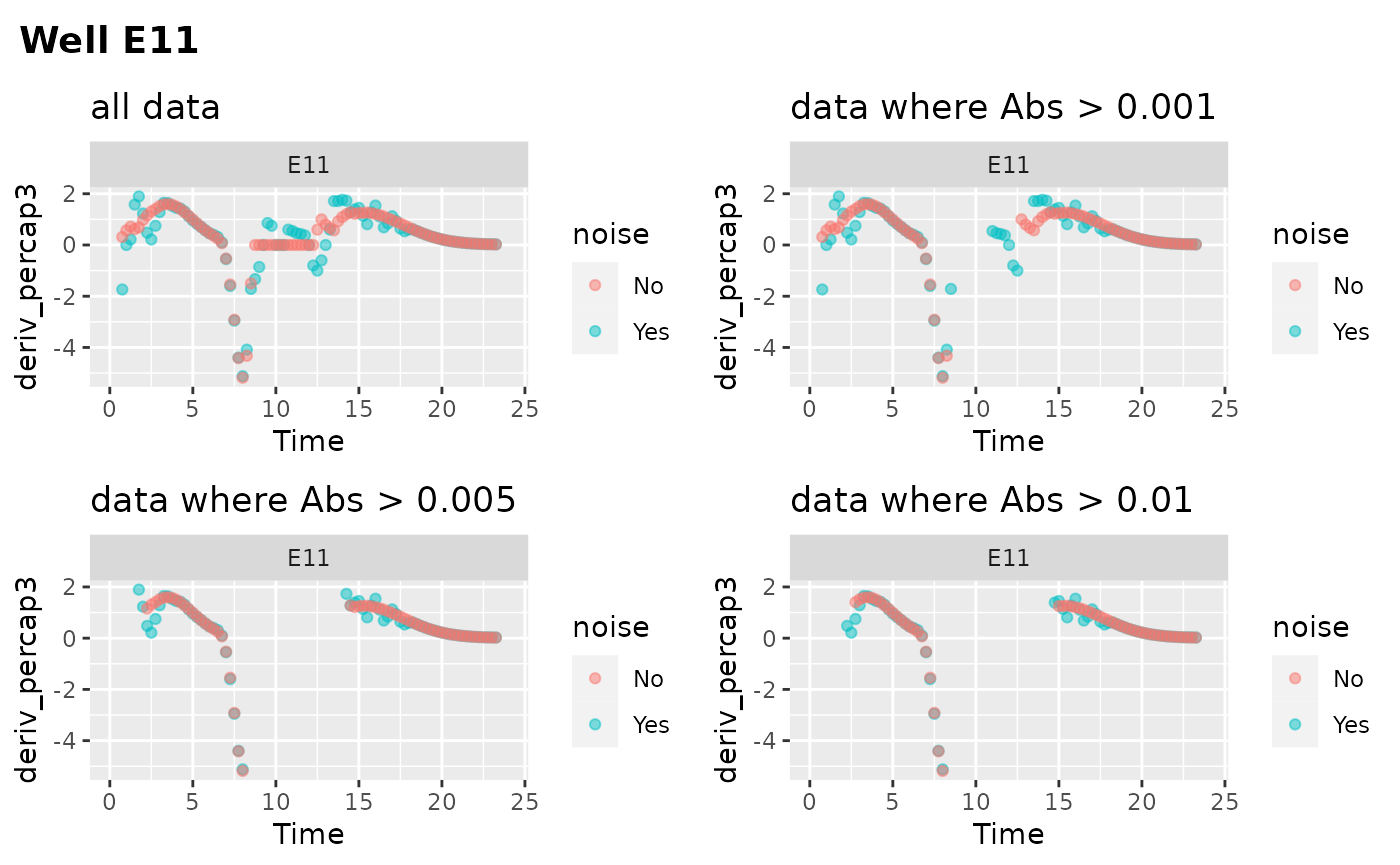 Well E11
all data
E11
deriv_percap3
2
0
-2
-4
0 5 10 15 20 25
Time
noise
No
Yes
data where Abs > 0.001
E11
deriv_percap3
2
0
-2
-4
0 5 10 15 20 25
Time
noise
No
Yes
data where Abs > 0.005
E11
deriv_percap3
2
0
-2
-4
0 5 10 15 20 25
Time
noise
No
Yes
data where Abs > 0.01
E11
deriv_percap3
2
0
-2
-4
0 5 10 15 20 25
Time
noise
No
Yes